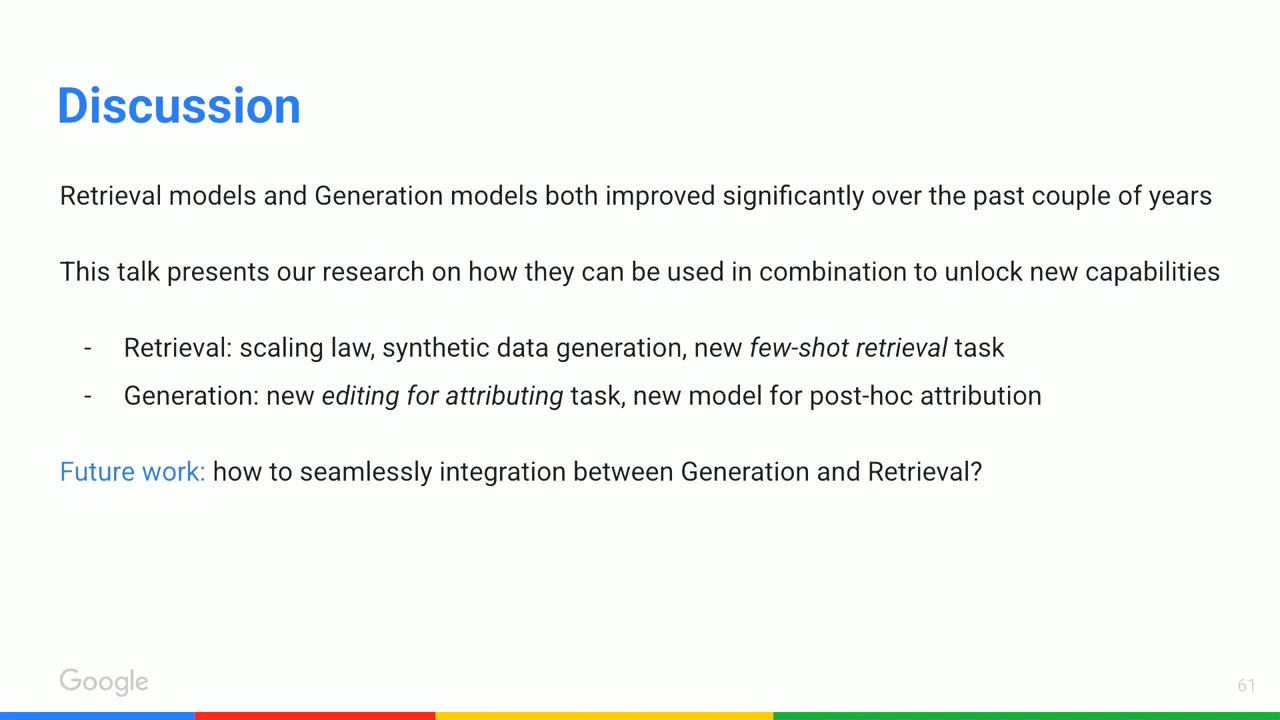 Discussion
Retrieval models and Generation models both improved significantly over the past couple of years
This talk presents our research on how they can be used in combination to unlock new capabilities
- Retrieval: scaling law, synthetic data generation, new few-shot retrieval task
- Generation: new editing for attributing task, new model for post-hoc attribution
Future work: how to seamlessly integration between Generation and Retrieval?
Google
61